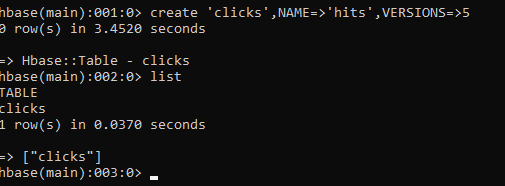 hbase(main):001:0> create 'clicks',NAME=>'hits',VERSIONS=>5
0 row(s) in 3.4520 seconds
=> Hbase::Table - clicks
hbase(main):002:0> list
TABLE
clicks
1 row(s) in 0.0370 seconds
=> ["clicks"]
hbase(main):003:0>